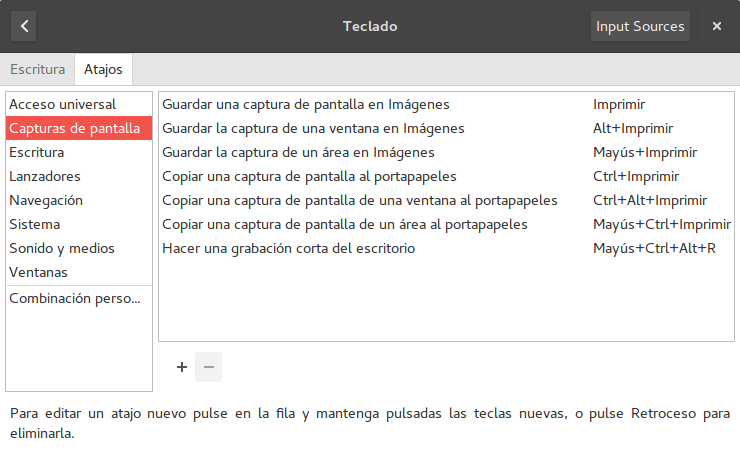 Teclado
Input Sources
Escritura
Atajos
Acceso universal
Capturas de pantalla
Escritura
Lanzadores
Navegación
Sistema
Sonido y medios
Ventanas
Combinación perso...
Guardar una captura de pantalla en Imágenes Imprimir
Guardar la captura de una ventana en Imágenes Alt+Imprimir
Guardar la captura de un área en Imágenes Mayús+Imprimir
Copiar una captura de pantalla al portapapeles Ctrl+Imprimir
Copiar una captura de pantalla de una ventana al portapapeles Ctrl+Alt+Imprimir
Copiar una captura de pantalla de un área al portapapeles Mayús+Ctrl+Imprimir
Hacer una grabación corta del escritorio Mayús+Ctrl+Alt+R
Para editar un atajo nuevo pulse en la fila y mantenga pulsadas las teclas nuevas, o pulse Retroceso para
eliminarla.